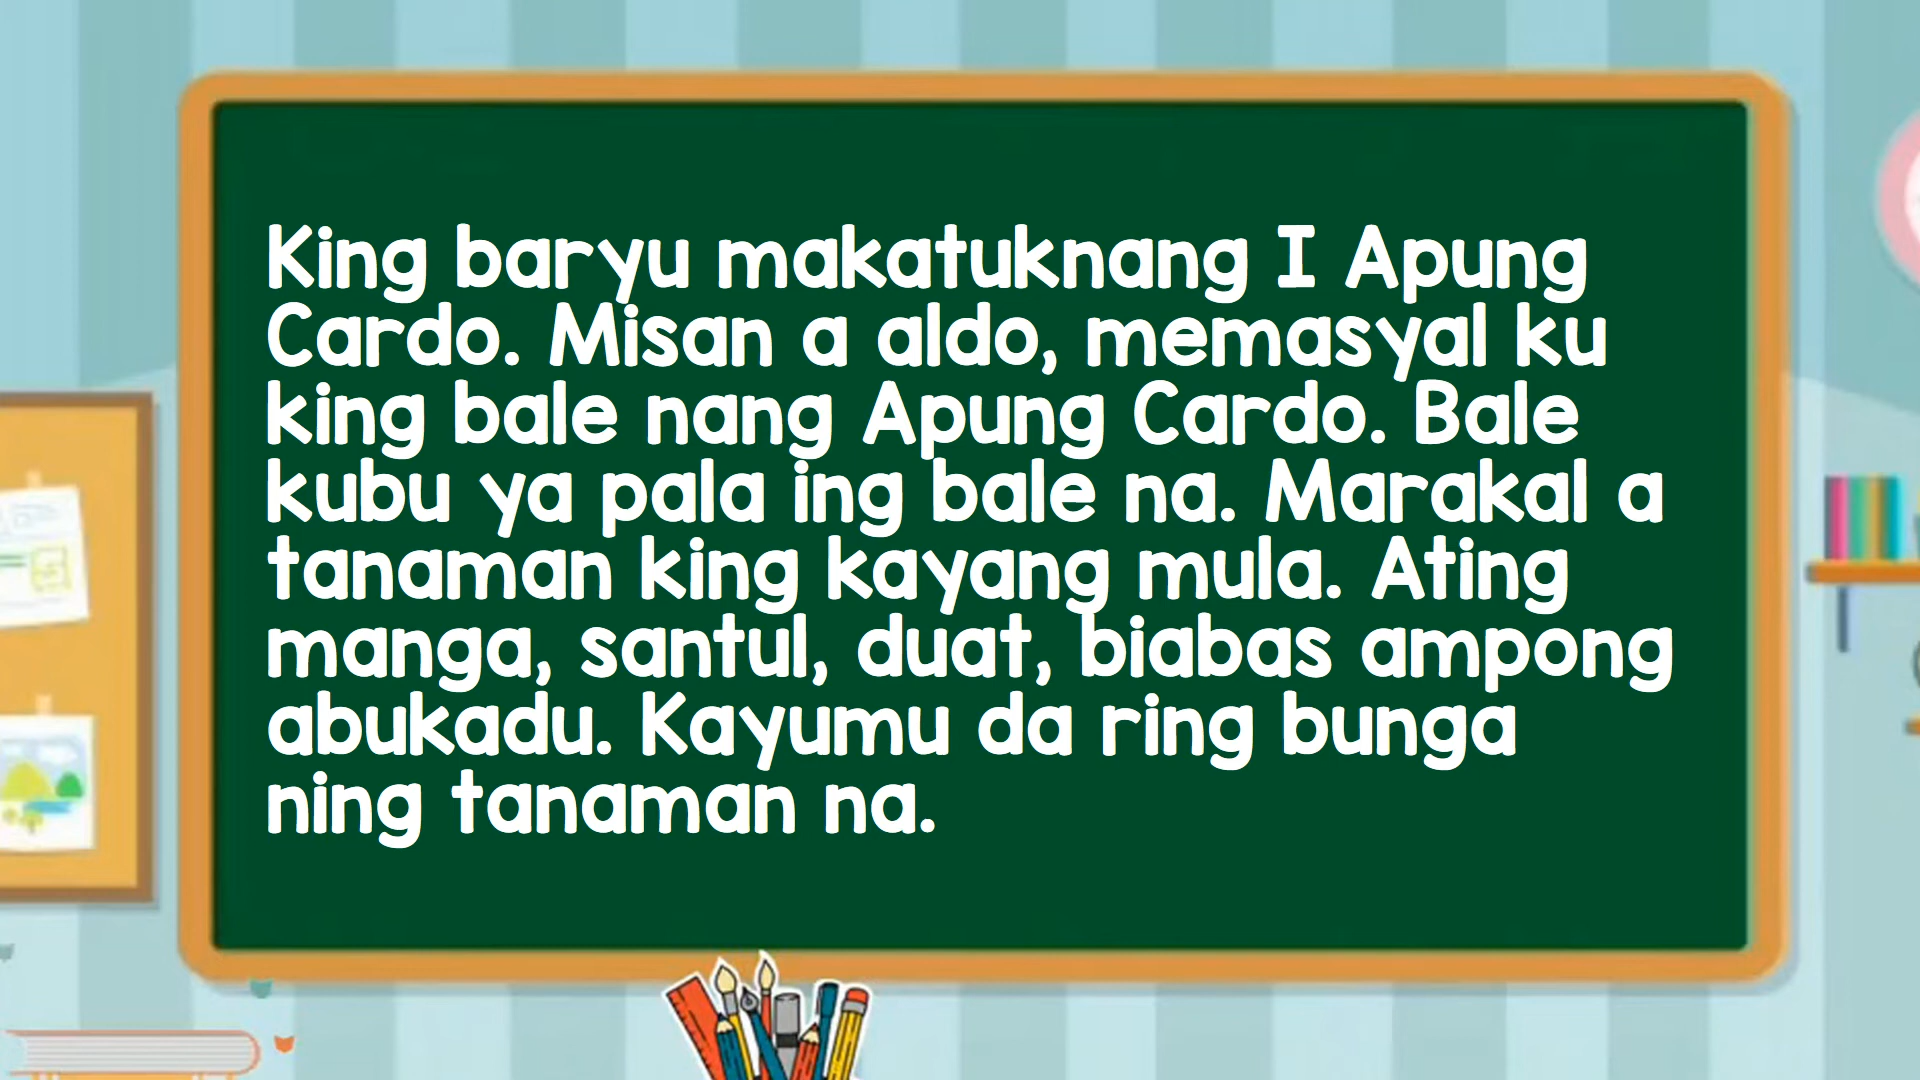 King baryu makatuknang I Apung
Cardo. Misan a aldo, memasyal ku
king bale nang Apung Cardo. Bale
kubu ya pala ing bale na. Marakal a
tanaman king kayang mula. Ating
manga, santul, duat, biabas ampong
abukadu. Kayumu da ring bunga
ning tanaman na.